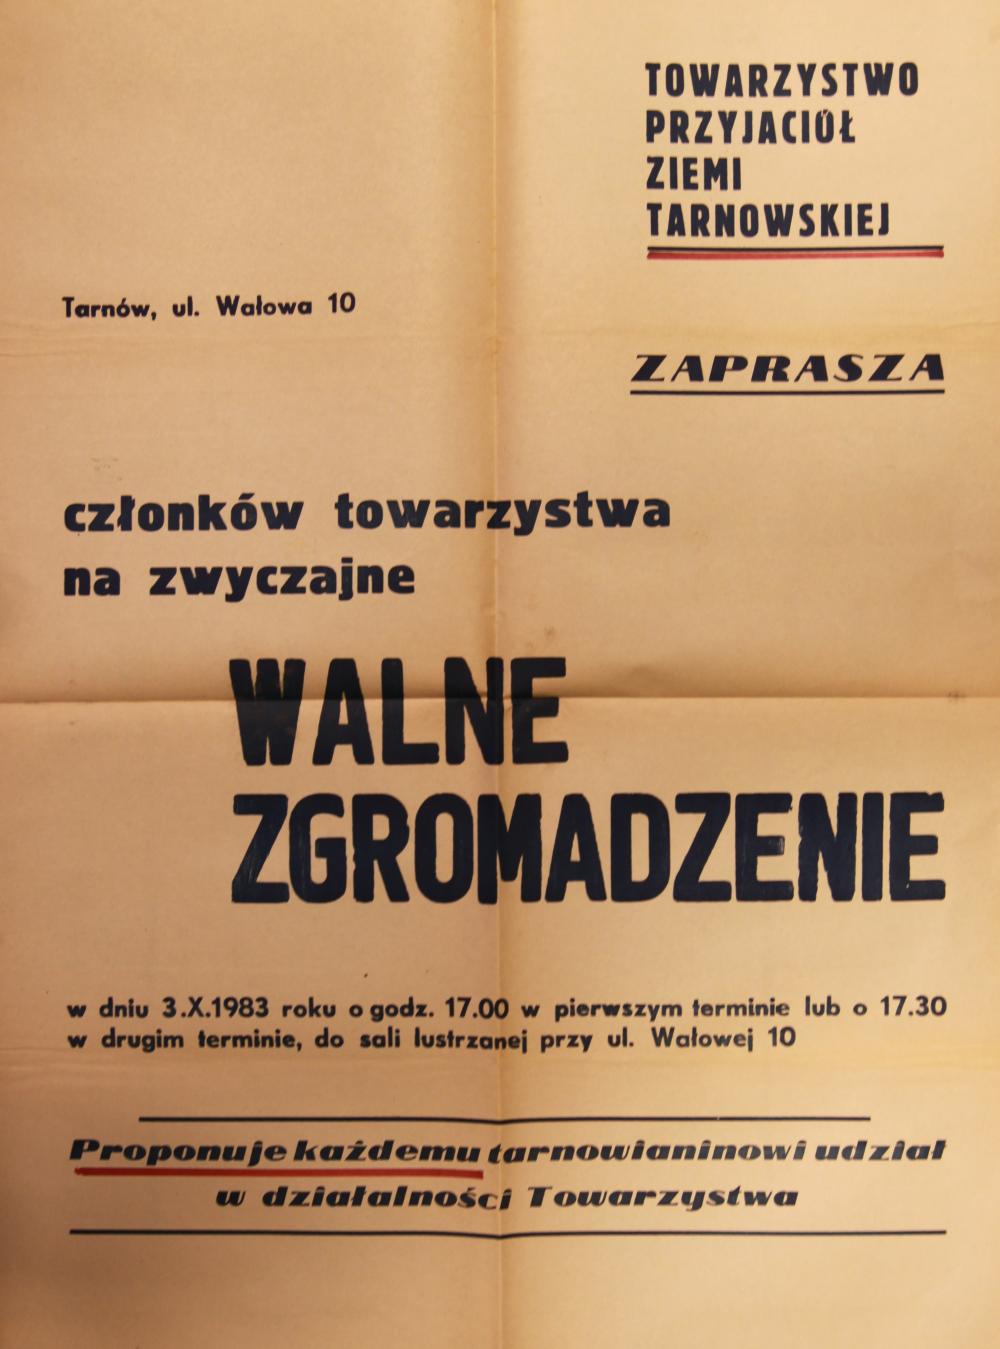 TOWARZYSTWO
PRZYJACIÓŁ
ZIEMI
TARNOWSKIEJ
Tarnów, ul. Wałowa 10
ZAPRASZA
członków towarzystwa
na zwyczajne
WALNE
ZGROMADZENIE
w dniu 3.X.1983 roku o godz. 17.00 w pierwszym terminie lub o 17.30
w drugim terminie, do sali lustrzanej przy ul. Wałowej 10
Proponuje każdemu tarnowianinowi udział
w działalności Towarzystwa